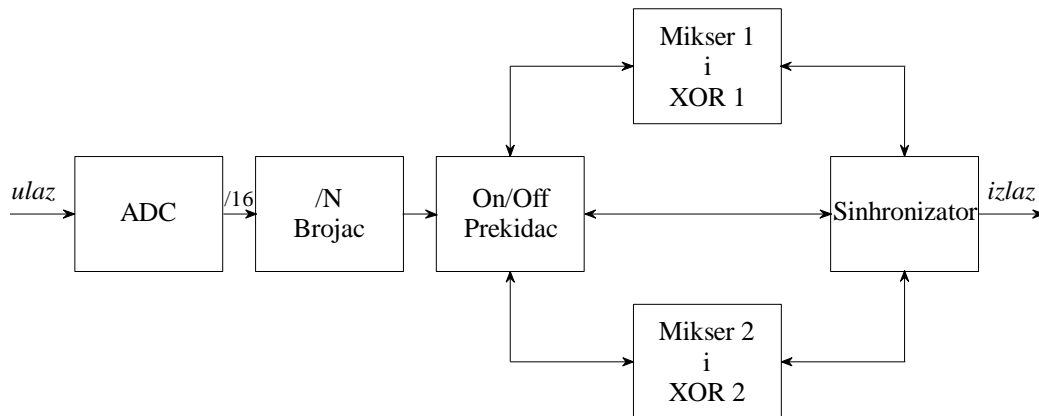 Mikser 1
i
XOR 1
ulaz
ADC
/16
/N
Brojac
On/Off
Prekidac
Sinhronizator
izlaz
Mikser 2
i
XOR 2